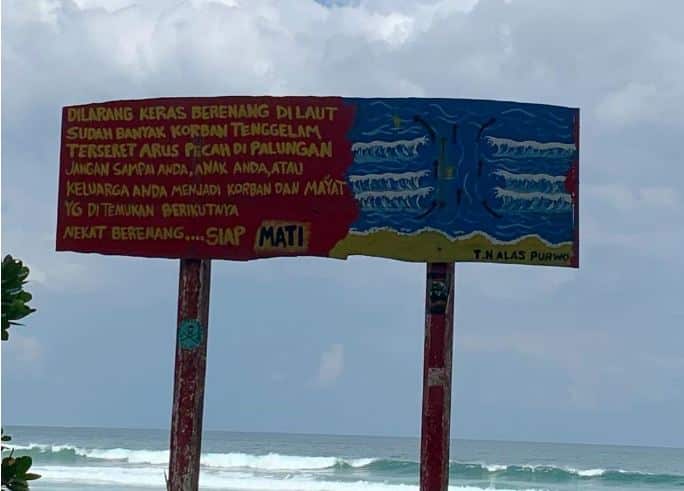 DILARANG KERAS BERENANG DI LAUT
SUDAH BANYAK KORBAN TENGGELAM
TERSERET ARUS PECAH DI PALUNGAN
JANGAN SAMPAI ANDA, ANAK ANDA, ATAU
KELUARGA ANDA MENJADI KORBAN DAN MAYAT
YG DI TEMUKAN BERIKUTNYA
NEKAT BERENANG.... SIAP MATI
T.N ALAS PURWO